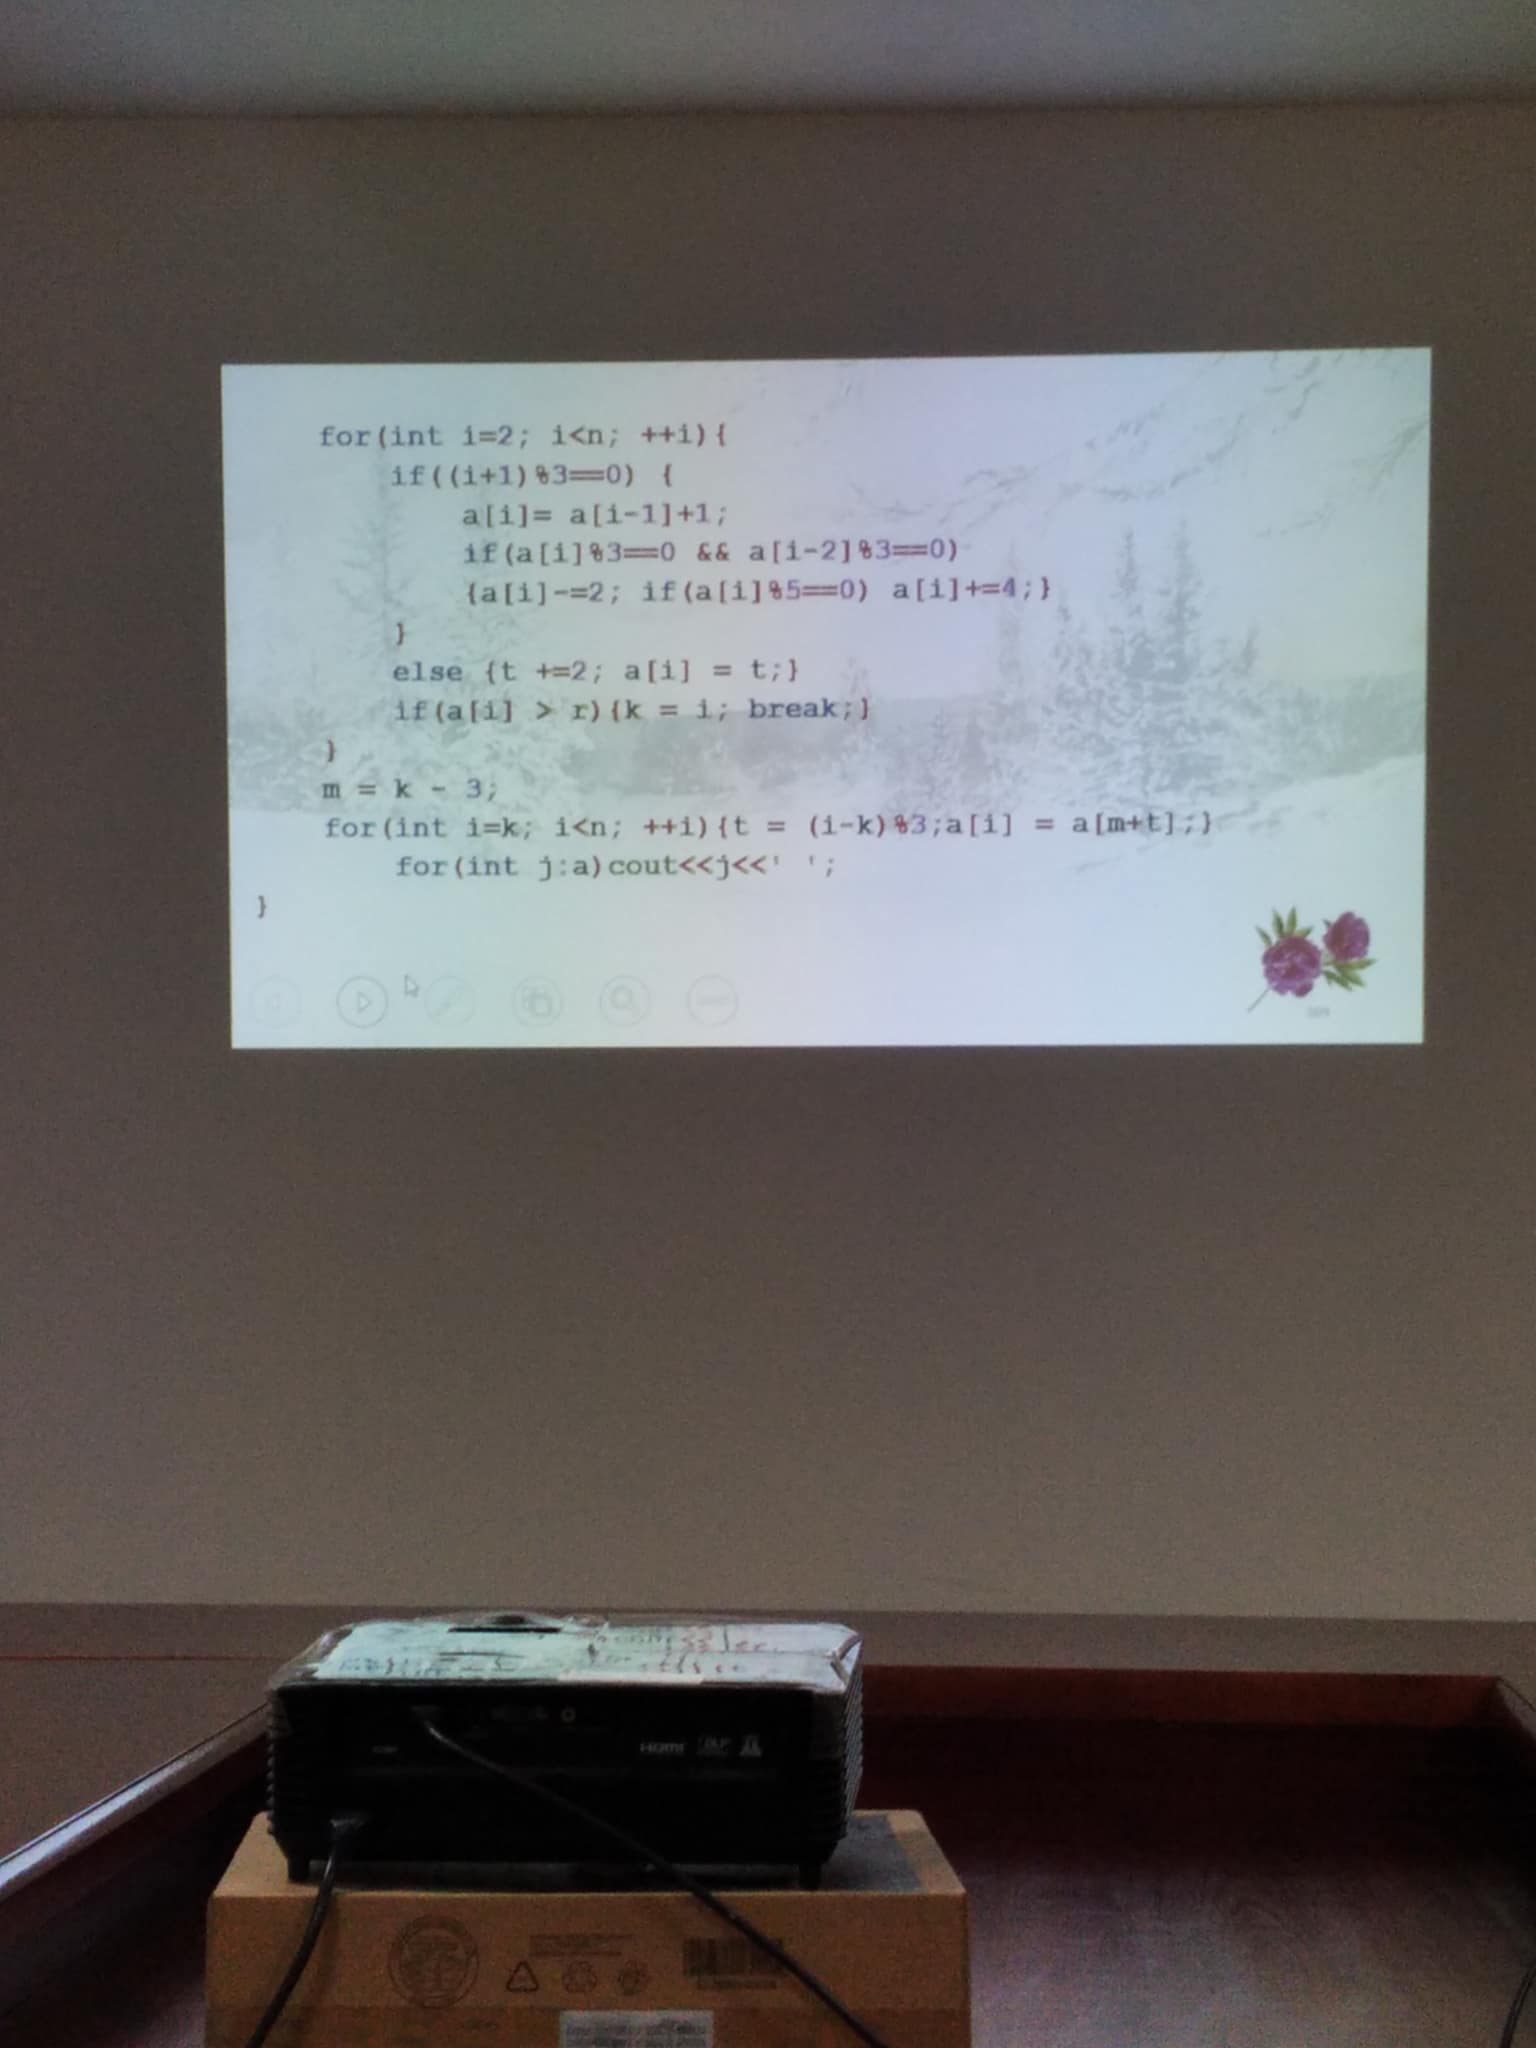 for(int i=2; i<n; ++i){
if((i+1)%3==0) {
a[i]= a[i-1]+1;
if(a[i]%3==0 && a[i-2]%3==0)
{a[i]-=2; if(a[i]%5==0) a[i]+=4;}
}
else {t +=2; a[i] = t;}
if(a[i] > r){k = i; break;}
}
m = k - 3;
for(int i=k; i<n; ++i){t = (i-k)%3;a[i] = a[m+t];}
for(int j:a)cout<<j<<' ';
}
HDMI DLP